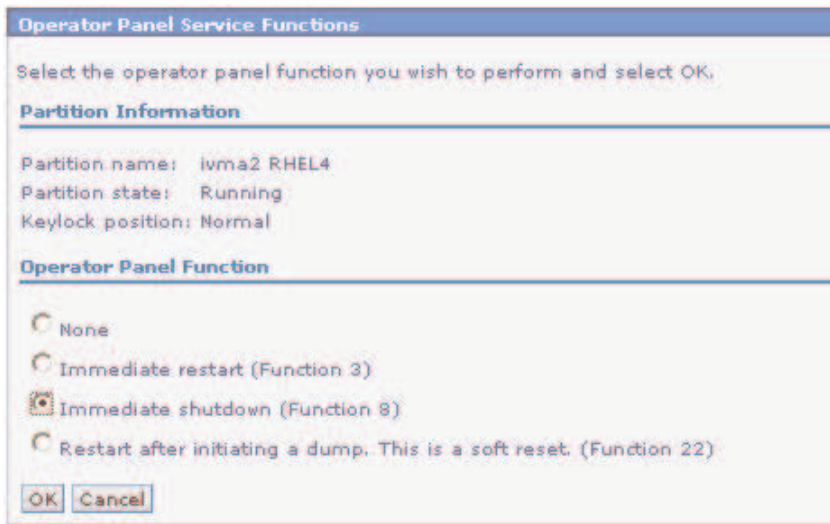 Operator Panel Service Functions
Select the operator panel function you wish to perform and select OK.
Partition Information
Partition name: ivma2 RHEL4
Partition state: Running
Keylock position: Normal
Operator Panel Function
None
Immediate restart (Function 3)
Immediate shutdown (Function 8)
Restart after initiating a dump. This is a soft reset. (Function 22)
OK Cancel